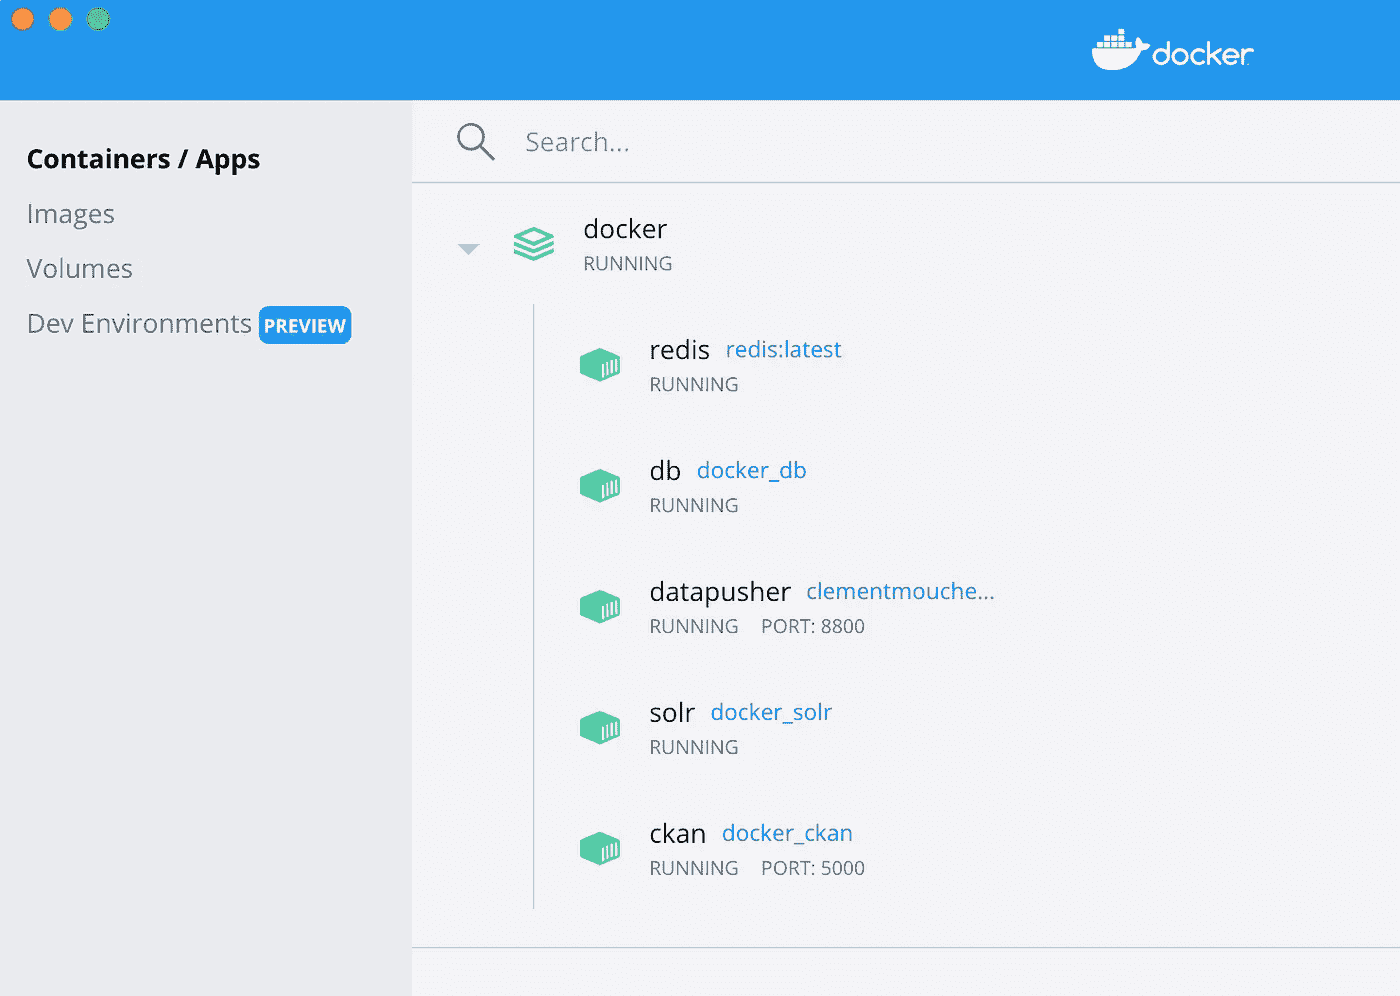 docker
Containers / Apps
Images
Volumes
Dev Environments PREVIEW
Search...
docker
RUNNING
redis redis:latest
RUNNING
db docker_db
RUNNING
datapusher clementmouche...
RUNNING PORT: 8800
solr docker_solr
RUNNING
ckan docker_ckan
RUNNING PORT: 5000